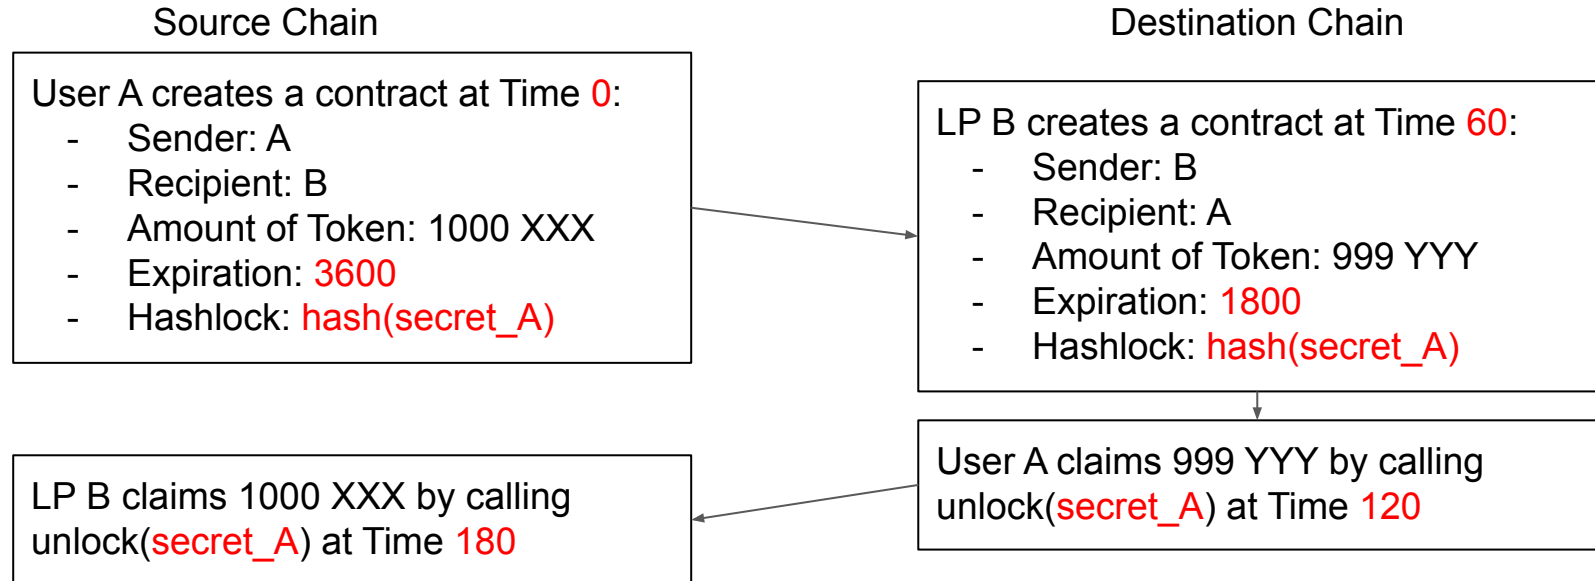 Source Chain
Destination Chain
User A creates a contract at Time 0:
- Sender: A
- Recipient: B
- Amount of Token: 1000 XXX
- Expiration: 3600
- Hashlock: hash(secret_A)
LP B creates a contract at Time 60:
- Sender: B
- Recipient: A
- Amount of Token: 999 YYY
- Expiration: 1800
- Hashlock: hash(secret_A)
User A claims 999 YYY by calling
unlock(secret_A) at Time 120
LP B claims 1000 XXX by calling
unlock(secret_A) at Time 180